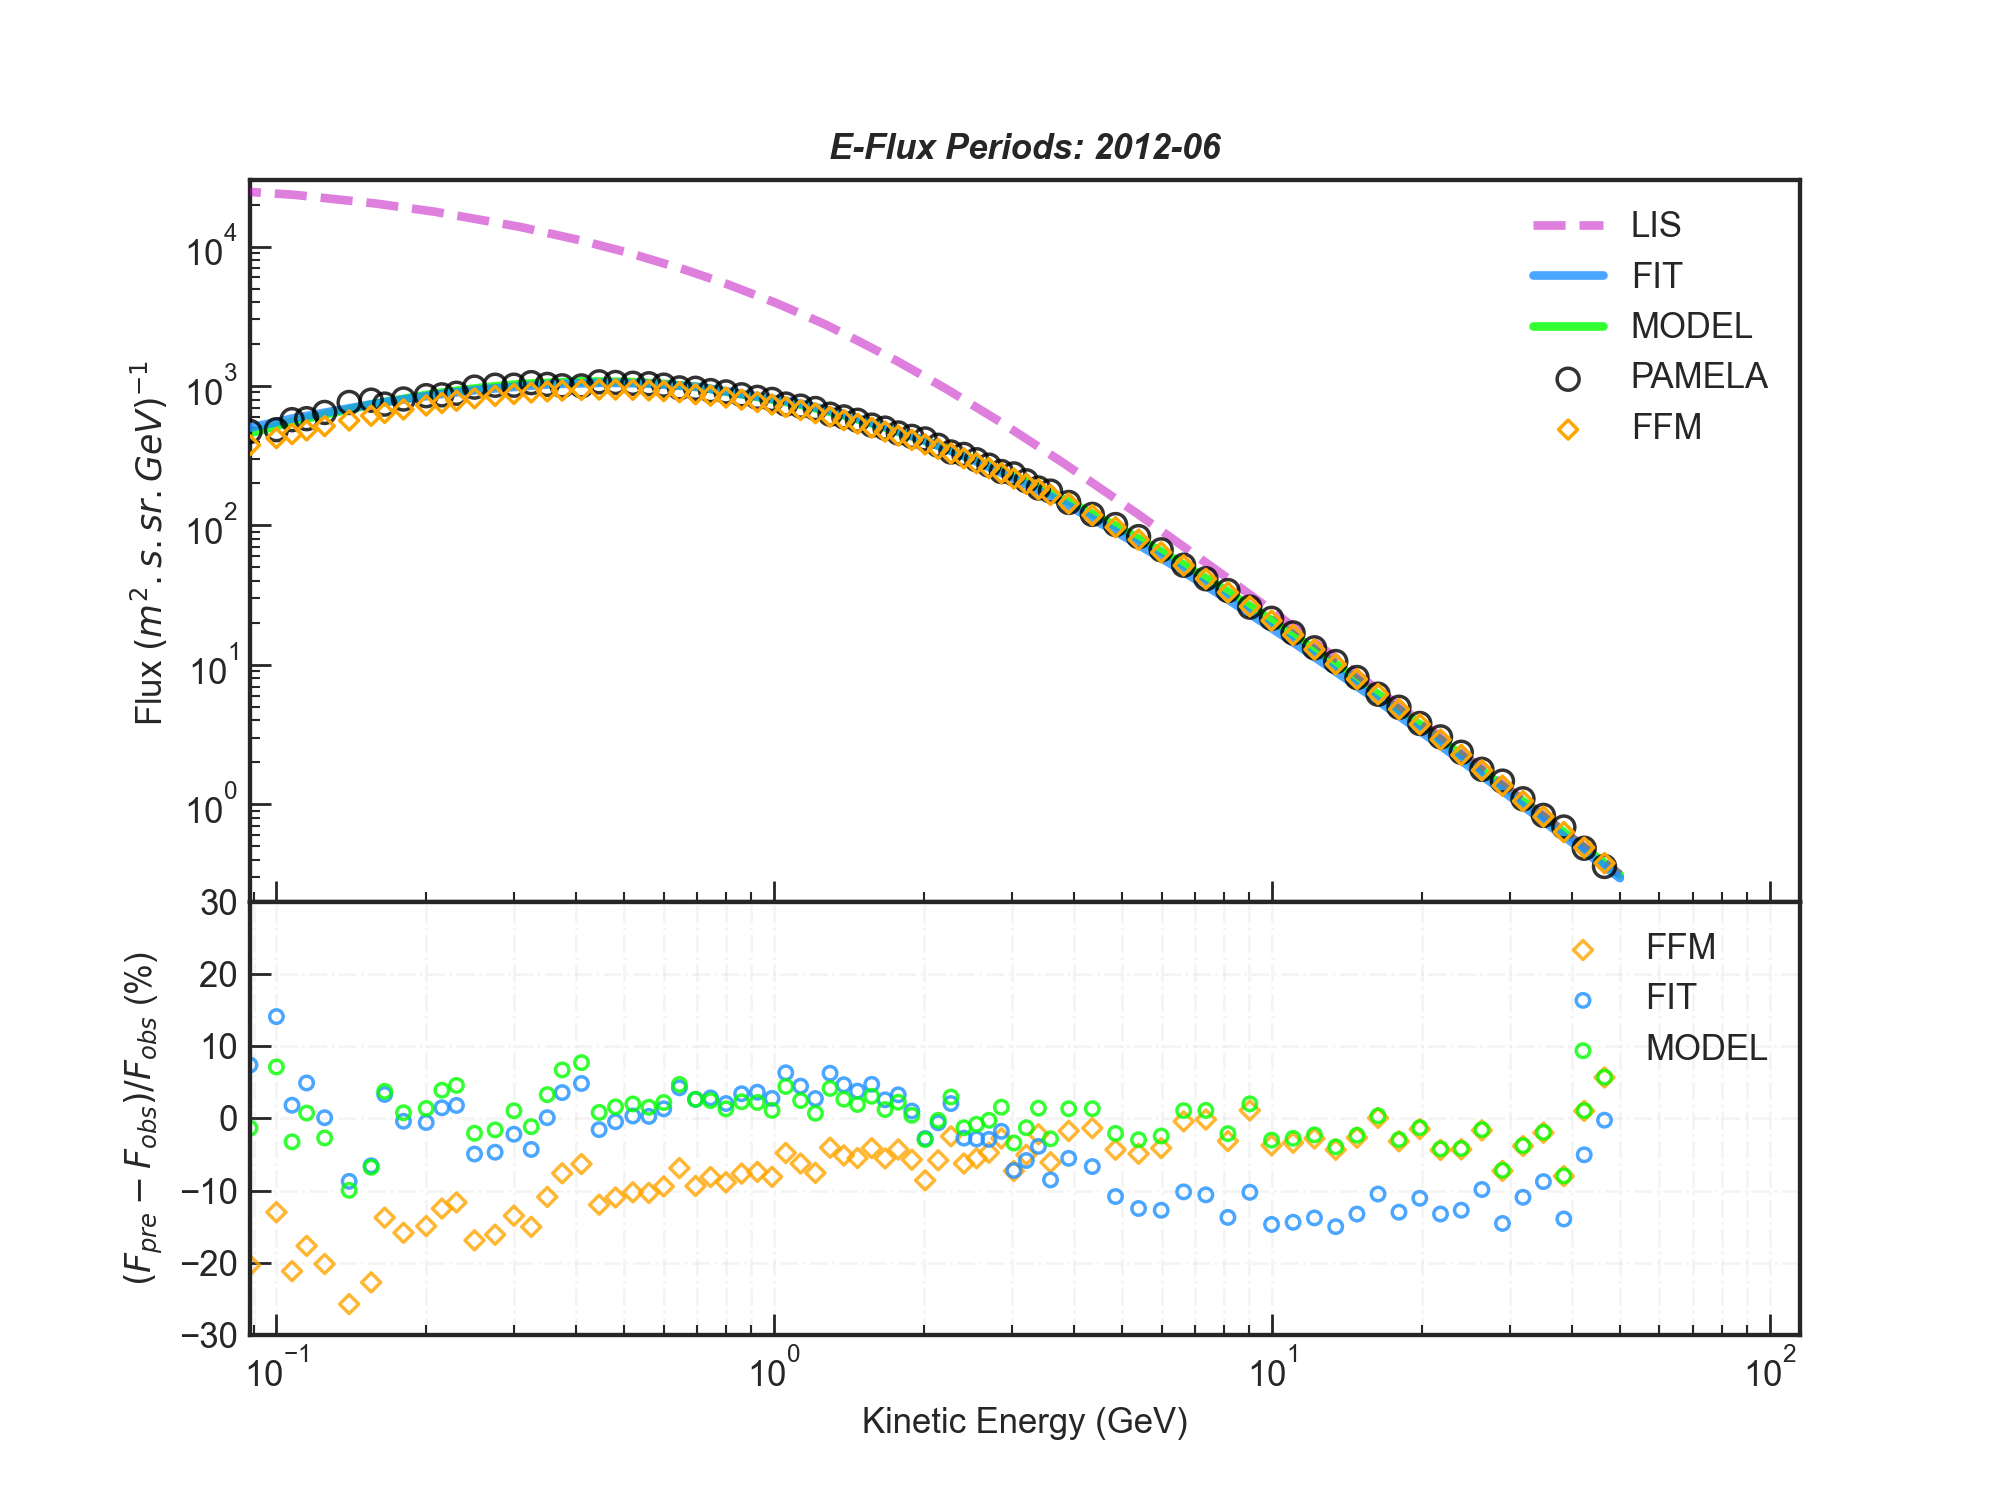 E-Flux Periods: 2012-06
Flux (m².s.sr.GeV)⁻¹
10⁴
10³
10²
10¹
10⁰
LIS
FIT
MODEL
PAMELA
FFM
(F_pre − F_obs)/F_obs (%)
30
20
10
0
−10
−20
−30
FFM
FIT
MODEL
10⁻¹ 10⁰ 10¹ 10²
Kinetic Energy (GeV)